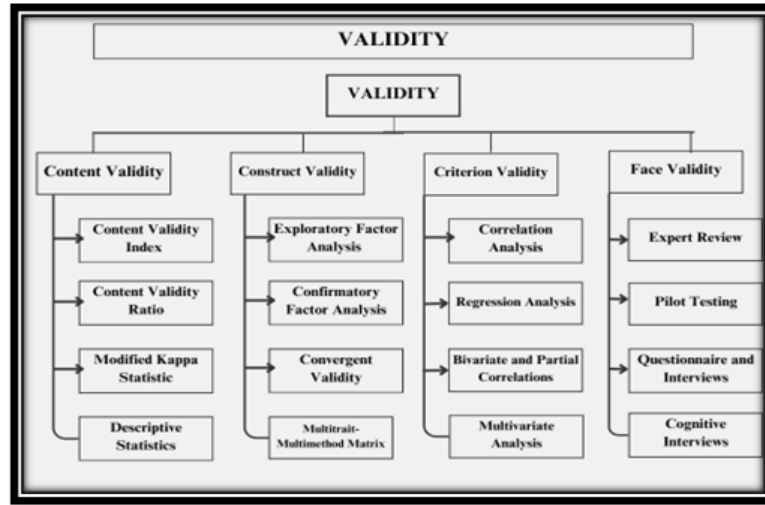 VALIDITY
VALIDITY
Content Validity
Content Validity
Index
Content Validity
Ratio
Modified Kappa
Statistic
Descriptive
Statistics
Construct Validity
Exploratory Factor
Analysis
Confirmatory
Factor Analysis
Convergent
Validity
Multitrait-
Multimethod Matrix
Criterion Validity
Correlation
Analysis
Regression Analysis
Bivariate and Partial
Correlations
Multivariate
Analysis
Face Validity
Expert Review
Pilot Testing
Questionnaire and
Interviews
Cognitive
Interviews